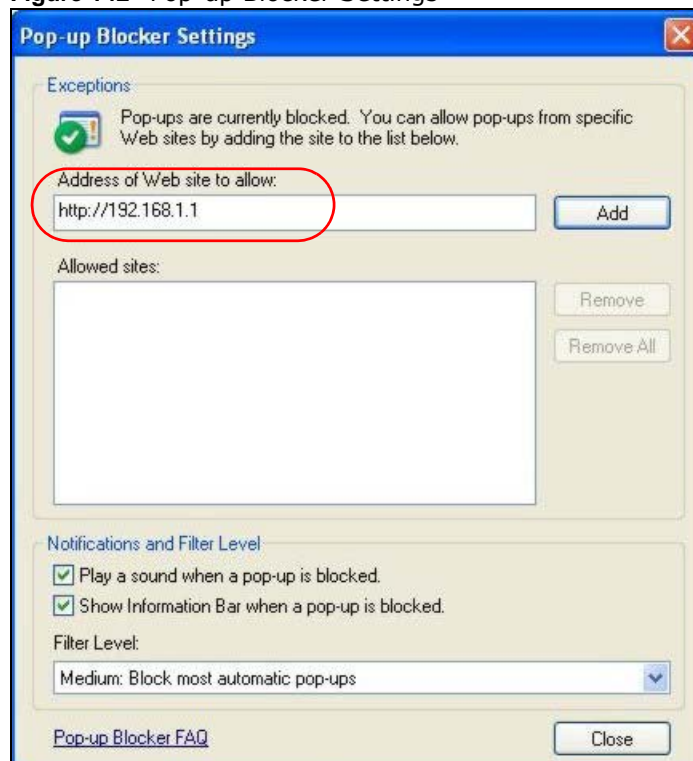 Pop-up Blocker Settings
Exceptions
Pop-ups are currently blocked. You can allow pop-ups from specific
Web sites by adding the site to the list below.
Address of Web site to allow:
http://192.168.1.1
Add
Allowed sites:
Remove
Remove All
Notifications and Filter Level
Play a sound when a pop-up is blocked.
Show Information Bar when a pop-up is blocked.
Filter Level:
Medium: Block most automatic pop-ups
Pop-up Blocker FAQ
Close